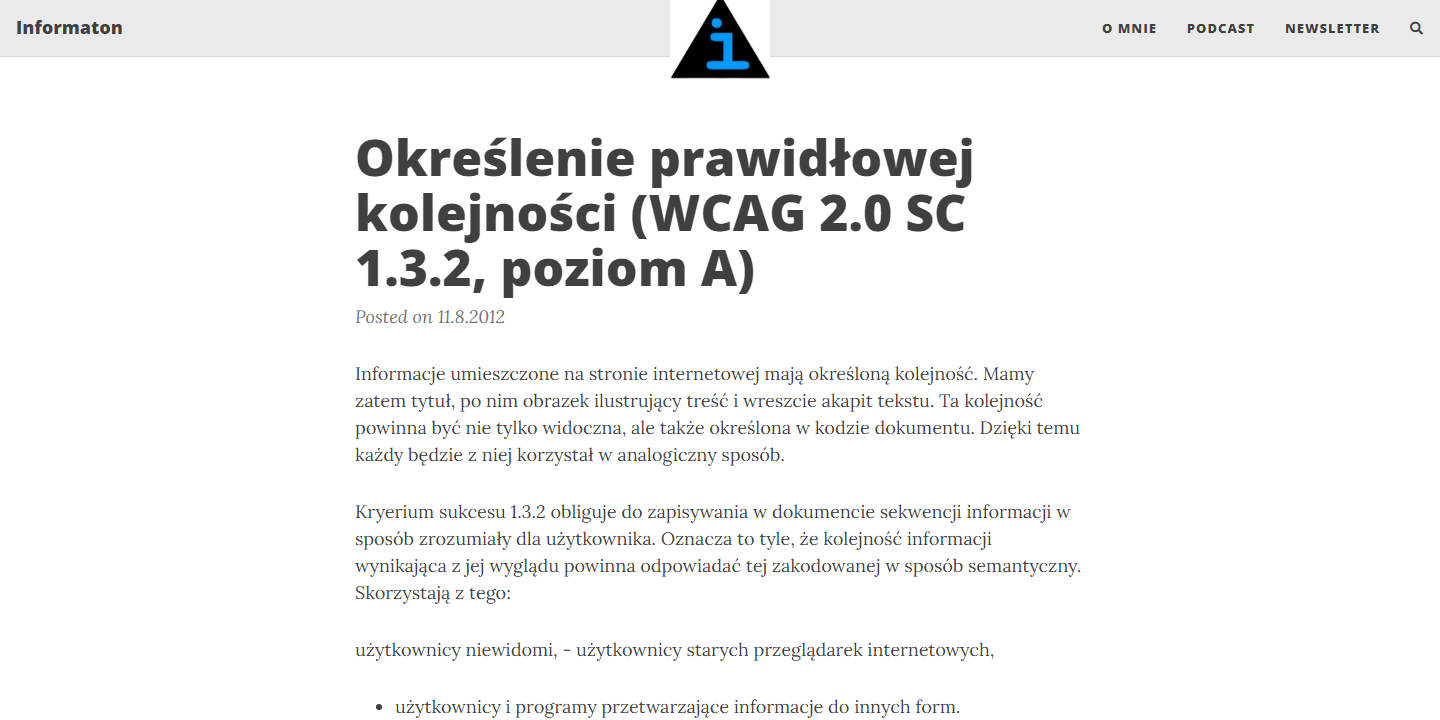 Informaton
i
O MNIE
PODCAST
NEWSLETTER
Określenie prawidłowej
kolejności (WCAG 2.0 SC
1.3.2, poziom A)
Posted on 11.8.2012
Informacje umieszczone na stronie internetowej mają określoną kolejność. Mamy
zatem tytuł, po nim obrazek ilustrujący treść i wreszcie akapit tekstu. Ta kolejność
powinna być nie tylko widoczna, ale także określona w kodzie dokumentu. Dzięki temu
każdy będzie z niej korzystał w analogiczny sposób.
Kryerium sukcesu 1.3.2 obliguje do zapisywania w dokumencie sekwencji informacji w
sposób zrozumiały dla użytkownika. Oznacza to tyle, że kolejność informacji
wynikająca z jej wyglądu powinna odpowiadać tej zakodowanej w sposób semantyczny.
Skorzystają z tego:
użytkownicy niewidomi, - użytkownicy starych przeglądarek internetowych,
• użytkownicy i programy przetwarzające informacje do innych form.